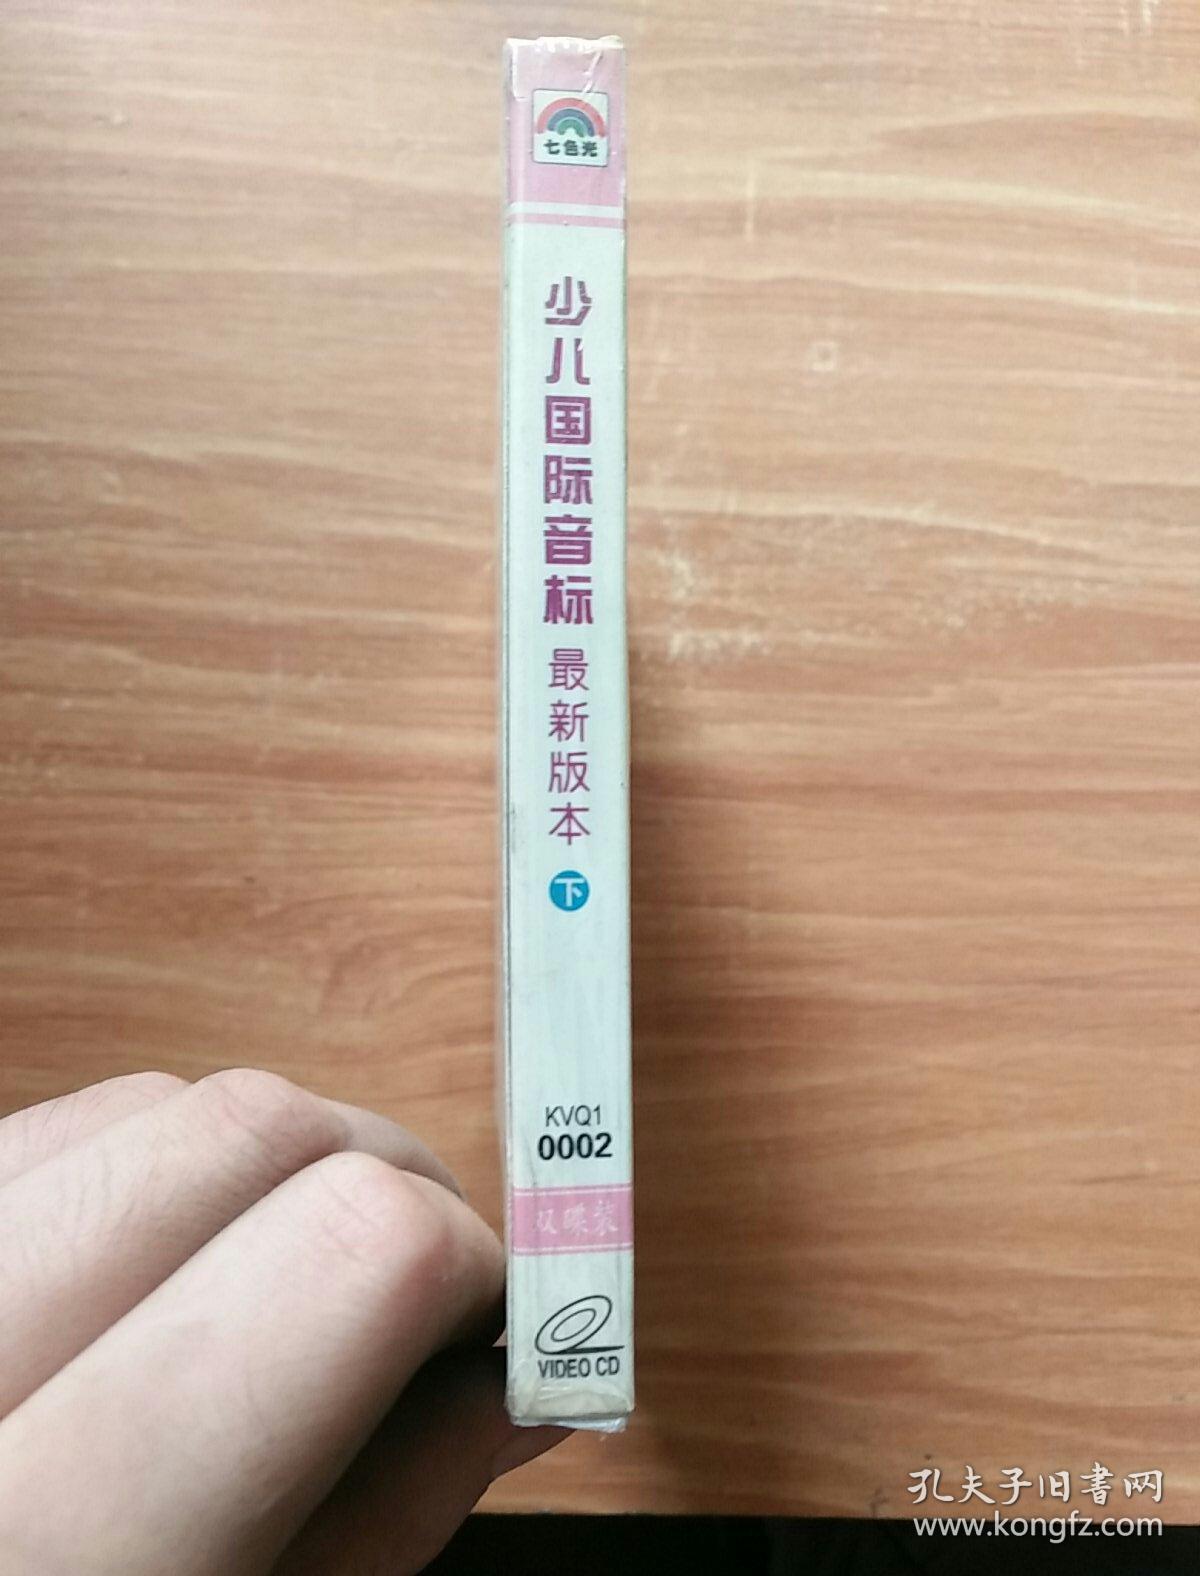 七色光
少儿国际音标
最新版本
下
KVQ1
0002
双碟装
VIDEO CD
孔夫子旧书网
www.kongfz.com